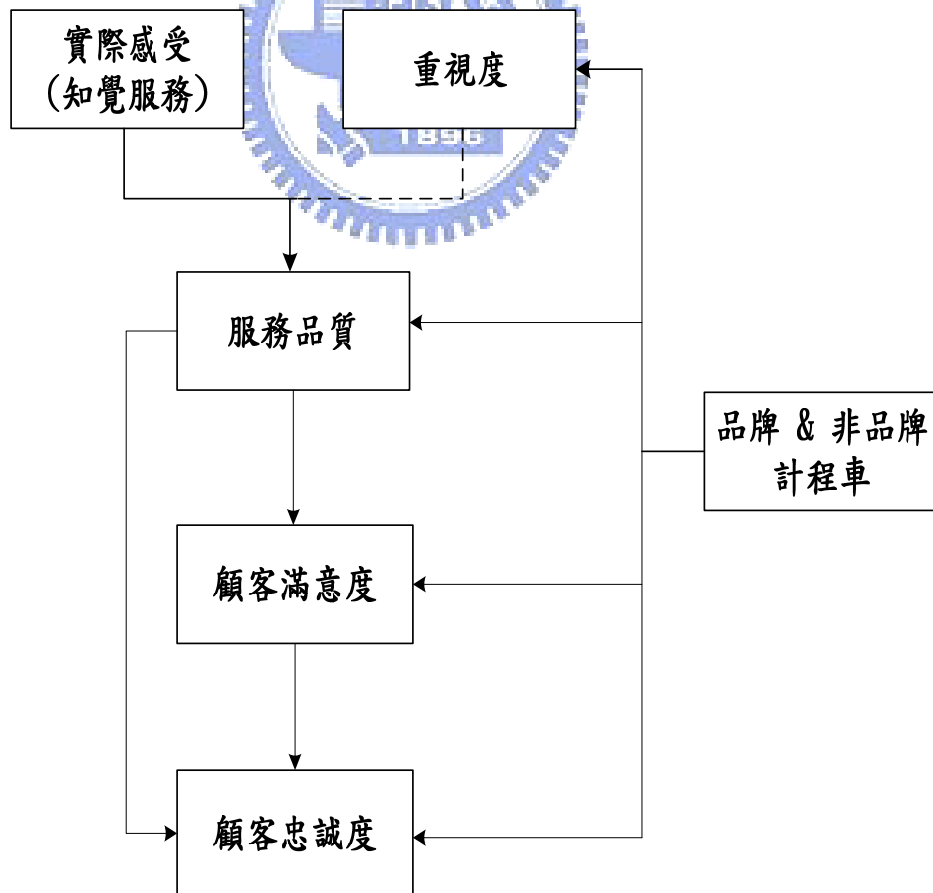 實際感受
(知覺服務)
重視度
1896
服務品質
品牌 & 非品牌
計程車
顧客滿意度
顧客忠誠度